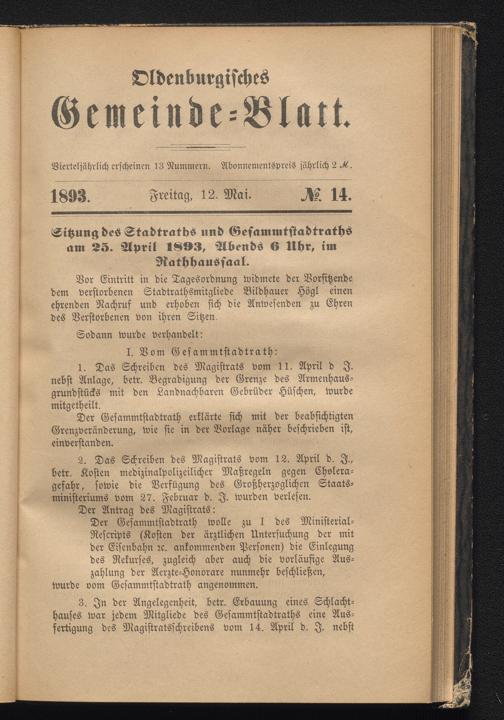 Oldenburgisches
Gemeinde=Blatt.
Vierteljährlich erscheinen 13 Nummern. Abonnementspreis jährlich 2 ℳ.
1893. Freitag, 12. Mai. № 14.
Sitzung des Stadtraths und Gesammtstadtraths
am 25. April 1893, Abends 6 Uhr, im
Rathhaussaal.
Vor Eintritt in die Tagesordnung widmete der Vorsitzende
dem verstorbenen Stadtrathsmitgliede Bildhauer Högl einen
ehrenden Nachruf und erhoben sich die Anwesenden zu Ehren
des Verstorbenen von ihren Sitzen.
Sodann wurde verhandelt:
I. Vom Gesammtstadtrath:
1. Das Schreiben des Magistrats vom 11. April d J.
nebst Anlage, betr. Begradigung der Grenze des Armenhaus-
grundstücks mit den Landnachbaren Gebrüder Hüschen, wurde
mitgetheilt.
Der Gesammtstadtrath erklärte sich mit der beabsichtigten
Grenzveränderung, wie sie in der Vorlage näher beschrieben ist,
einverstanden.
2. Das Schreiben des Magistrats vom 12. April d. J.,
betr. Kosten medizinalpolizeilicher Maßregeln gegen Cholera-
gefahr, sowie die Verfügung des Großherzoglichen Staats-
ministeriums vom 27. Februar d. J. wurden verlesen.
Der Antrag des Magistrats:
Der Gesammtstadtrath wolle zu I des Ministerial-
Rescripts (Kosten der ärztlichen Untersuchung der mit
der Eisenbahn ꝛc. ankommenden Personen) die Einlegung
des Rekurses, zugleich aber auch die vorläufige Aus-
zahlung der Aerzte-Honorare nunmehr beschließen,
wurde vom Gesammtstadtrath angenommen.
3. In der Angelegenheit, betr. Erbauung eines Schlacht-
hauses war jedem Mitgliede des Gesammtstadtraths eine Aus-
fertigung des Magistratsschreibens vom 14. April d. J. nebst